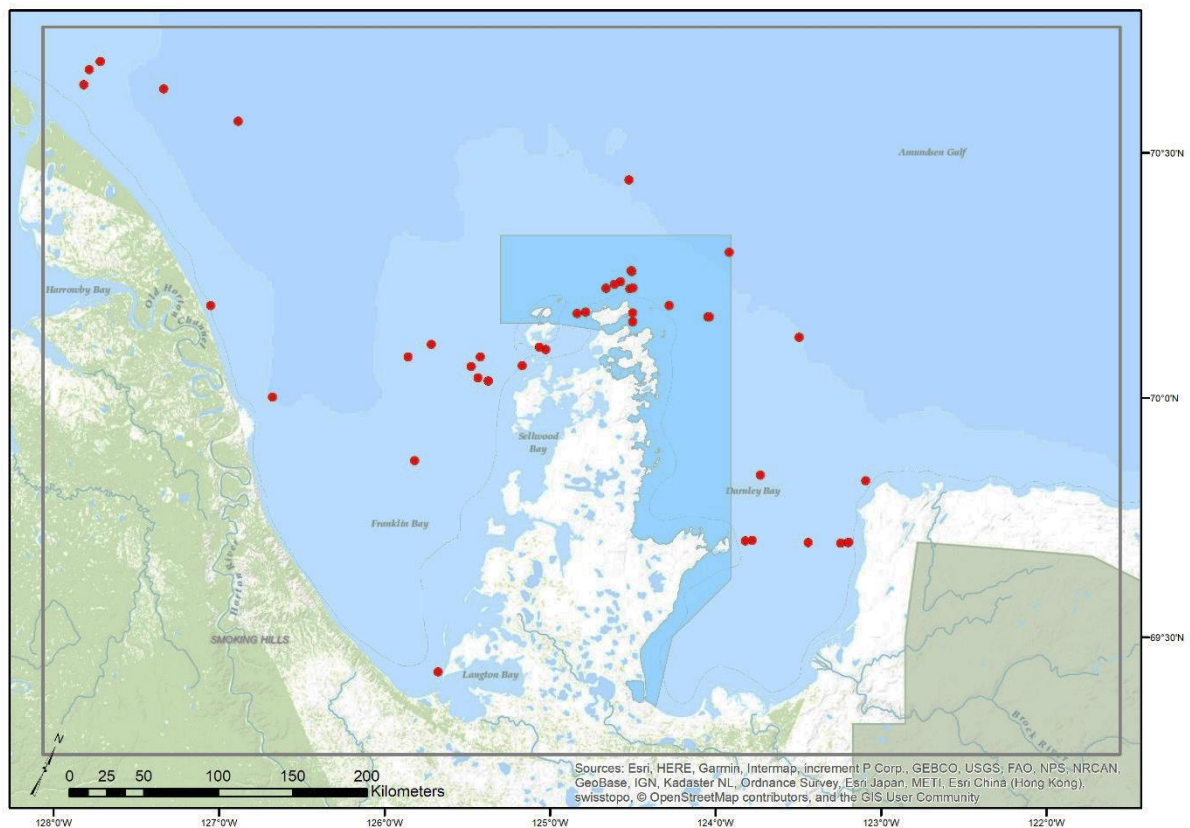 70°30'N
Amundsen Gulf
Harrowby Bay
Old Horton
Channel
70°0'N
Sellwood
Bay
Darnley Bay
Franklin Bay
Horton River
SMOKING HILLS
69°30'N
Langton Bay
Brock River
N
0 25 50 100 150 200
Kilometers
Sources: Esri, HERE, Garmin, Intermap, increment P Corp., GEBCO, USGS, FAO, NPS, NRCAN,
GeoBase, IGN, Kadaster NL, Ordnance Survey, Esri Japan, METI, Esri China (Hong Kong),
swisstopo, © OpenStreetMap contributors, and the GIS User Community
128°0'W 127°0'W 126°0'W 125°0'W 124°0'W 123°0'W 122°0'W